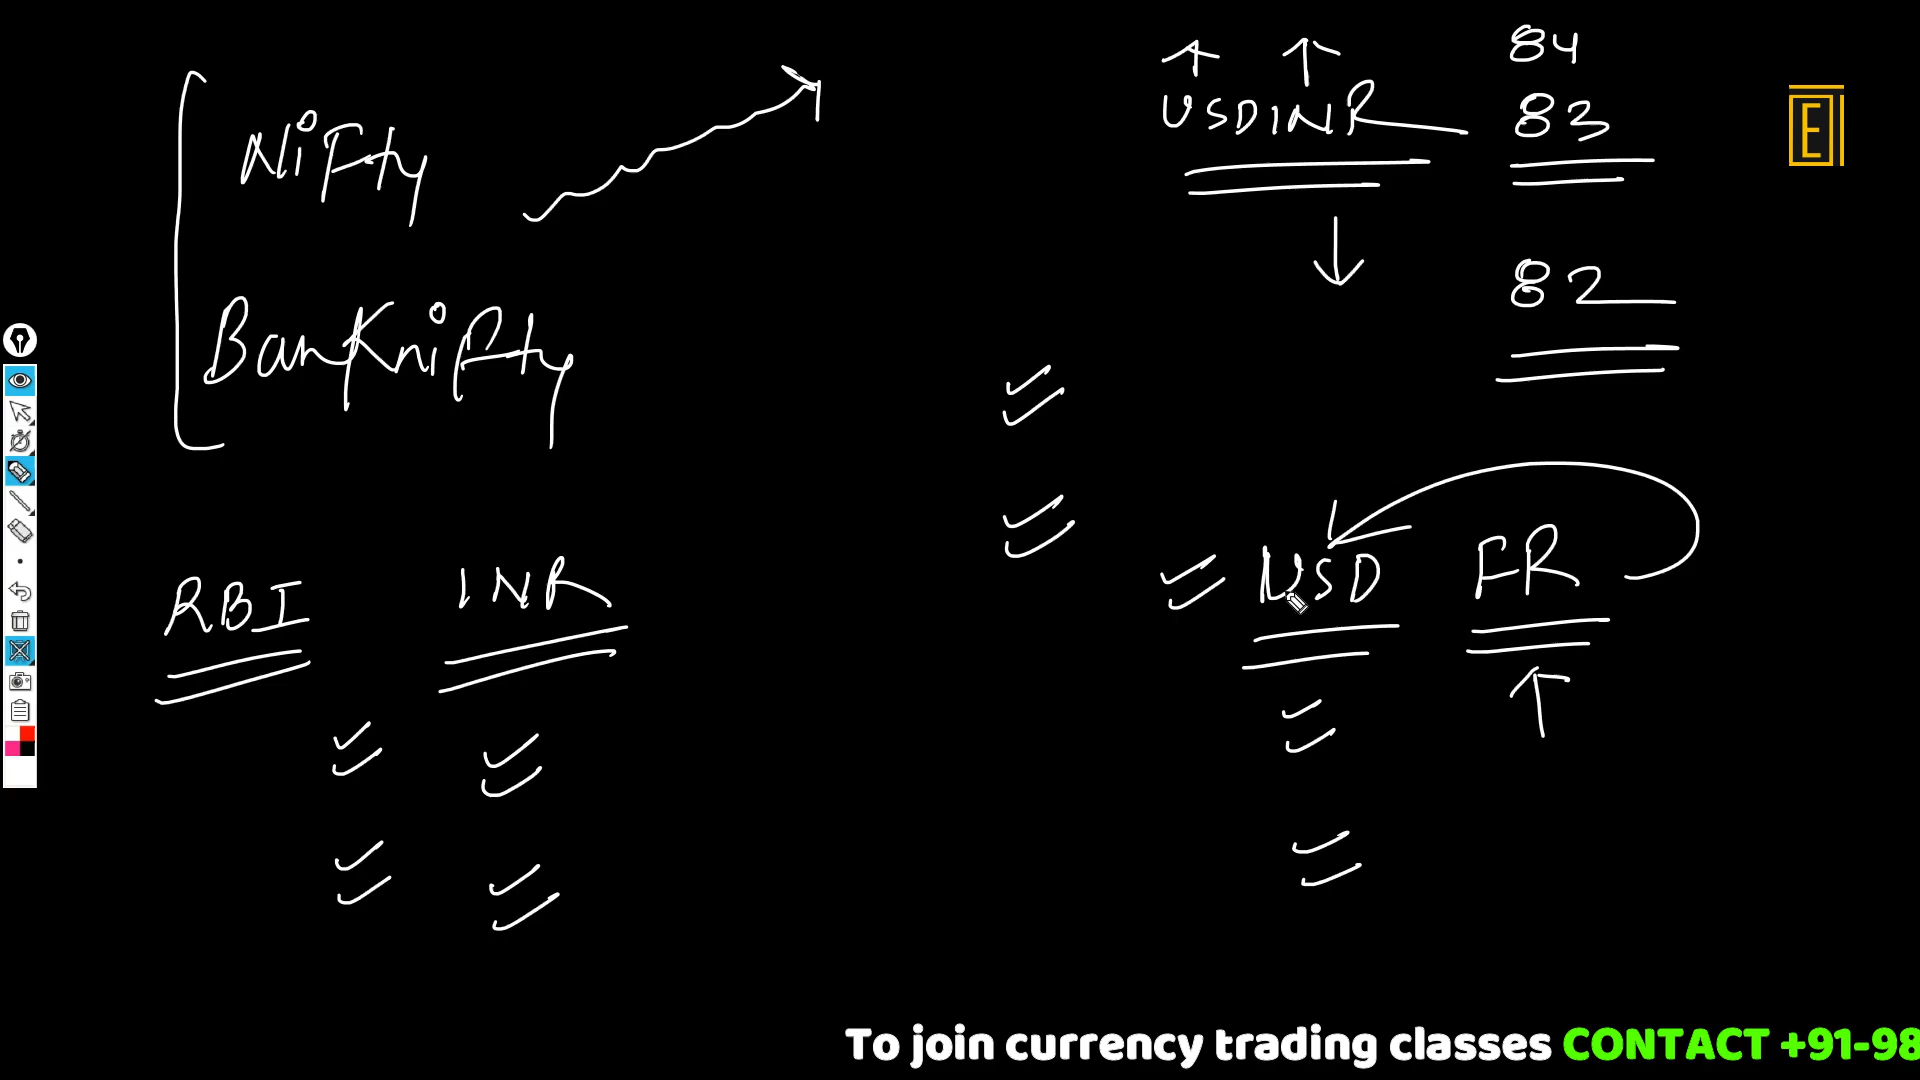 Nifty
BanKnifty
RBI INR
84
USDINR 83
82
USD FR
E
To join currency trading classes CONTACT +91-98